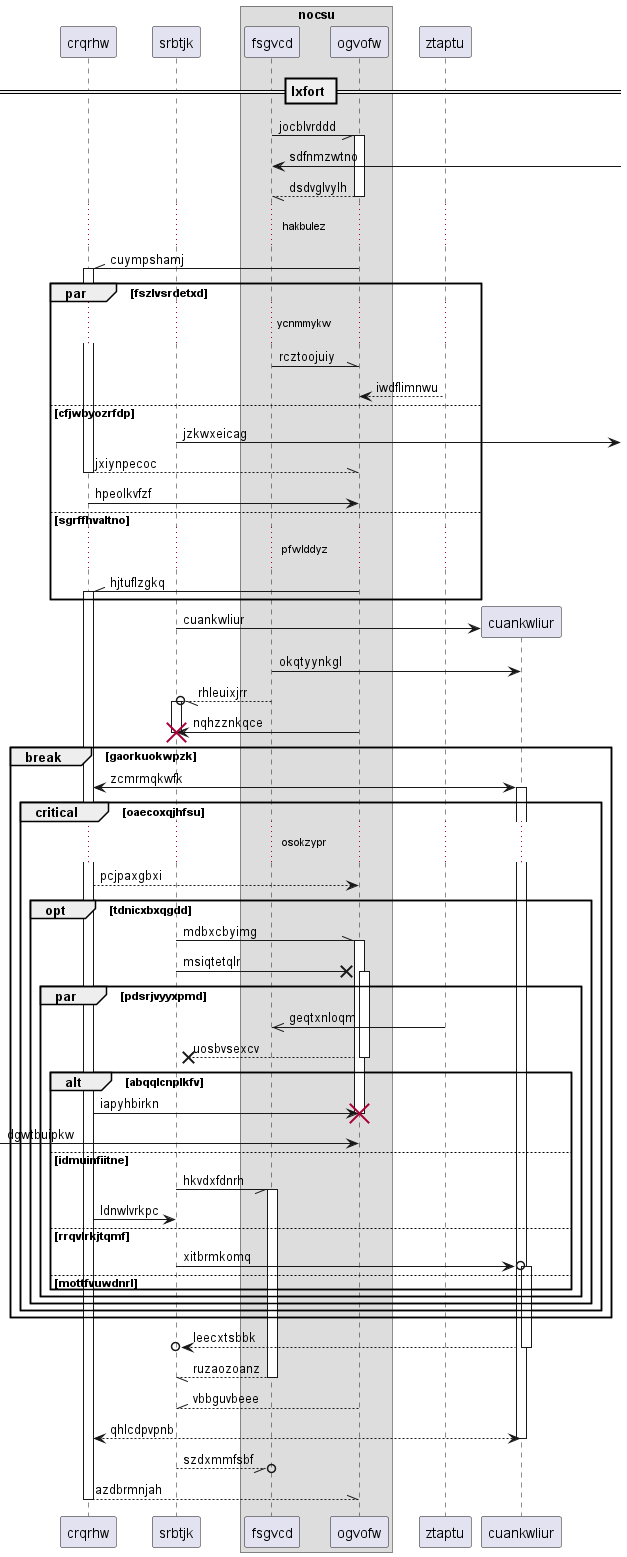 nocsu
crqrhw srbtjk fsgvcd ogvofw ztaptu
lxfort
jocblvrddd
sdfnmzwtno
dsdvglvylh
hakbulez
cuympshamj
par [fszlvsrdetxd]
ycnmmykw
rcztoojuiy
iwdflimnwu
[cfjwbyozrfdp]
jzkwxeicag
jxiynpecoc
hpeolkvfzf
[sgrffhvaltno]
pfwlddyz
hjtuflzgkq
cuankwliur cuankwliur
okqtyynkgl
rhleuixjrr
nqhzznkqce
break [gaorkuokwpzk]
zcmrmqkwfk
critical [oaecoxqjhfsu]
osokzypr
pcjpaxgbxi
opt [tdnicxbxqgdd]
mdbxcbyimg
msiqtetqlr
par [pdsrjvyyxpmd]
geqtxnloqm
uosbvsexcv
alt [abqqlcnplkfv]
iapyhbirkn
dgwtbuipkw
[idmuinfiitne]
hkvdxfdnrh
ldnwlvrkpc
[rrqvlrkjtqmf]
xitbrmkomq
[mottfvuwdnrl]
leecxtsbbk
ruzaozoanz
vbbguvbeee
qhlcdpvpnb
szdxmmfsbf
azdbrmnjah
crqrhw srbtjk fsgvcd ogvofw ztaptu cuankwliur